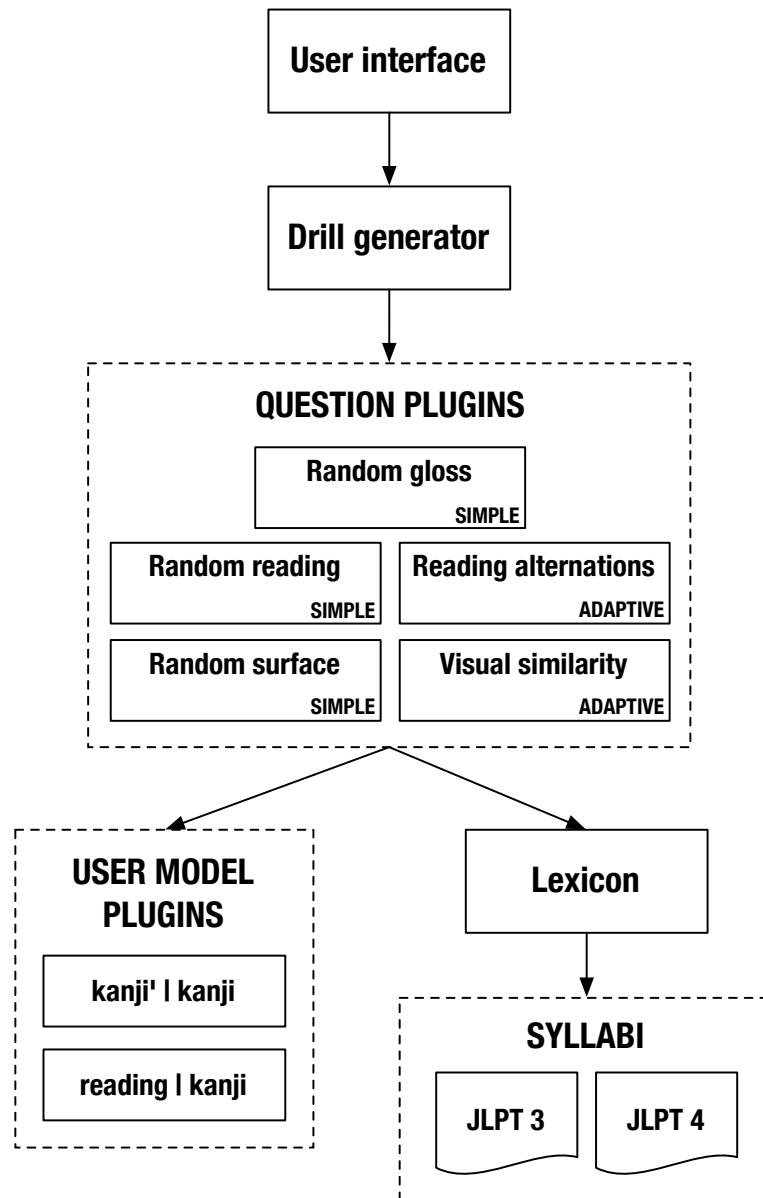 User interface
Drill generator
QUESTION PLUGINS
Random gloss
SIMPLE
Random reading
SIMPLE
Reading alternations
ADAPTIVE
Random surface
SIMPLE
Visual similarity
ADAPTIVE
USER MODEL
PLUGINS
kanji' | kanji
reading | kanji
Lexicon
SYLLABI
JLPT 3
JLPT 4